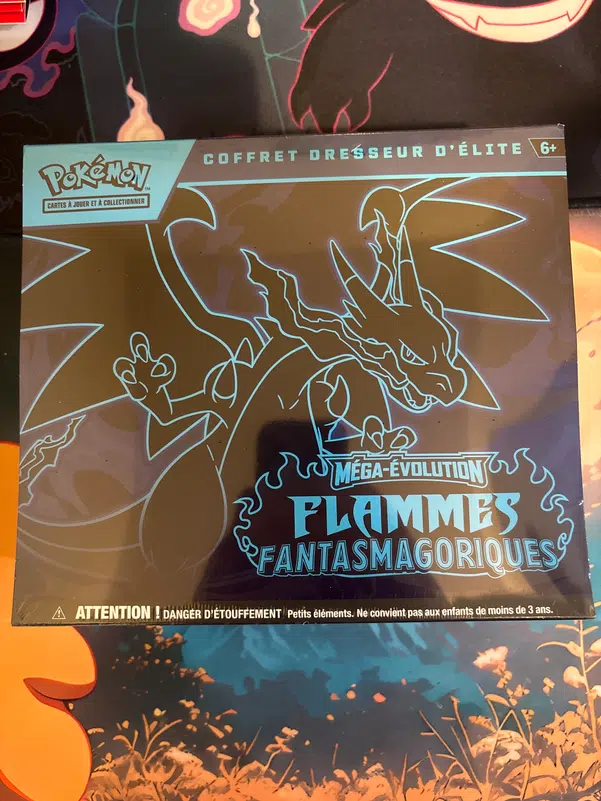 POKÉMON™
CARTES À JOUER ET À COLLECTIONNER
COFFRET DRESSEUR D'ÉLITE 6+
MÉGA-ÉVOLUTION
FLAMMES
FANTASMAGORIQUES
ATTENTION ! DANGER D'ÉTOUFFEMENT Petits éléments. Ne convient pas aux enfants de moins de 3 ans.